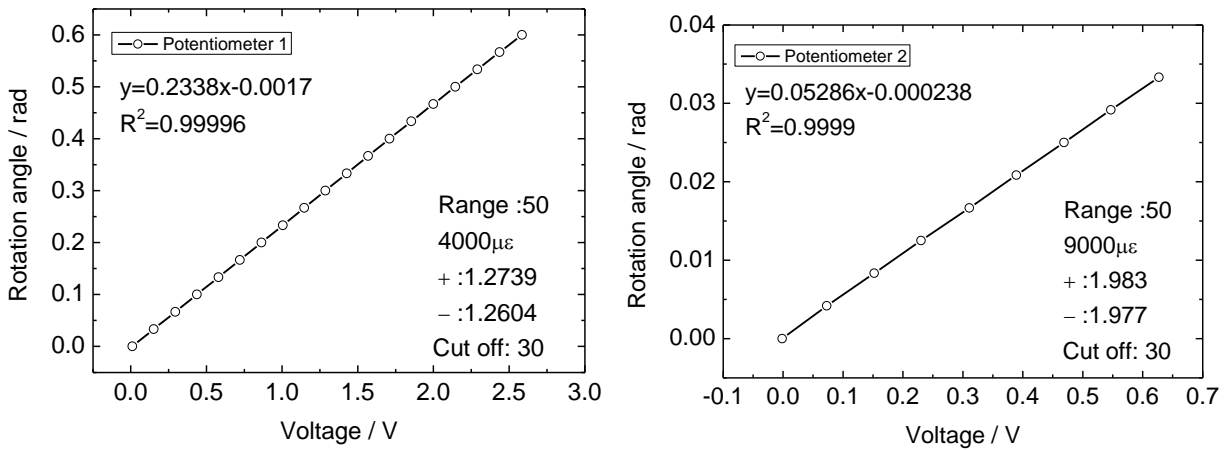 0.6
0.5
0.4
0.3
0.2
0.1
0.0
Rotation angle / rad
Potentiometer 1
y=0.2338x-0.0017
R²=0.99996
Range :50
4000με
+ :1.2739
− :1.2604
Cut off: 30
0.0 0.5 1.0 1.5 2.0 2.5 3.0
Voltage / V
0.04
0.03
0.02
0.01
0.00
Rotation angle / rad
Potentiometer 2
y=0.05286x-0.000238
R²=0.9999
Range :50
9000με
+ :1.983
− :1.977
Cut off: 30
-0.1 0.0 0.1 0.2 0.3 0.4 0.5 0.6 0.7
Voltage / V